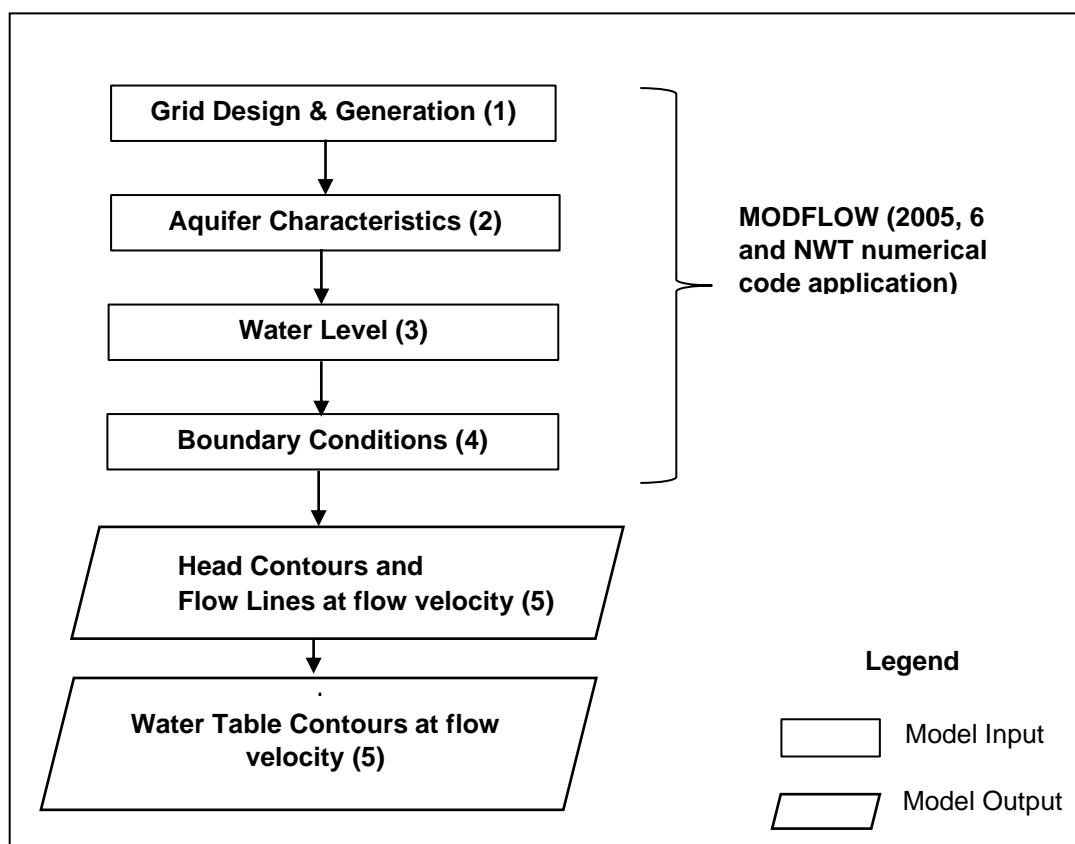 Grid Design & Generation (1)
Aquifer Characteristics (2)
Water Level (3)
Boundary Conditions (4)
MODFLOW (2005, 6
and NWT numerical
code application)
Head Contours and
Flow Lines at flow velocity (5)
.
Water Table Contours at flow
velocity (5)
Legend
Model Input
Model Output